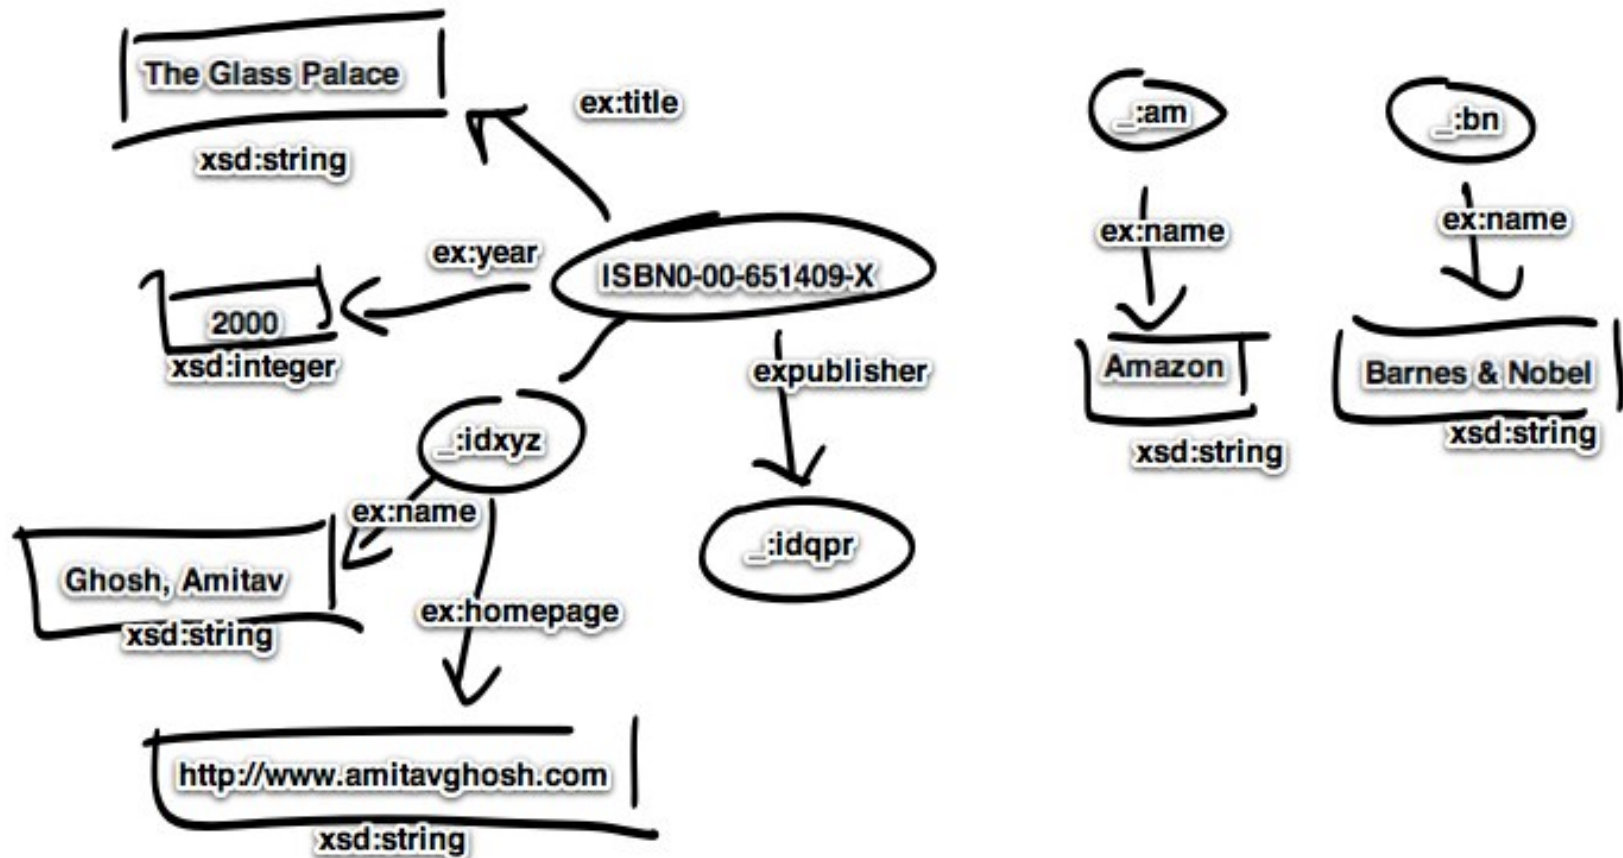 The Glass Palace
xsd:string
ex:title
ex:year
ISBN0-00-651409-X
2000
xsd:integer
expublisher
_:idxyz
_:idqpr
ex:name
Ghosh, Amitav
xsd:string
ex:homepage
http://www.amitavghosh.com
xsd:string
_:am
ex:name
Amazon
xsd:string
_:bn
ex:name
Barnes & Nobel
xsd:string